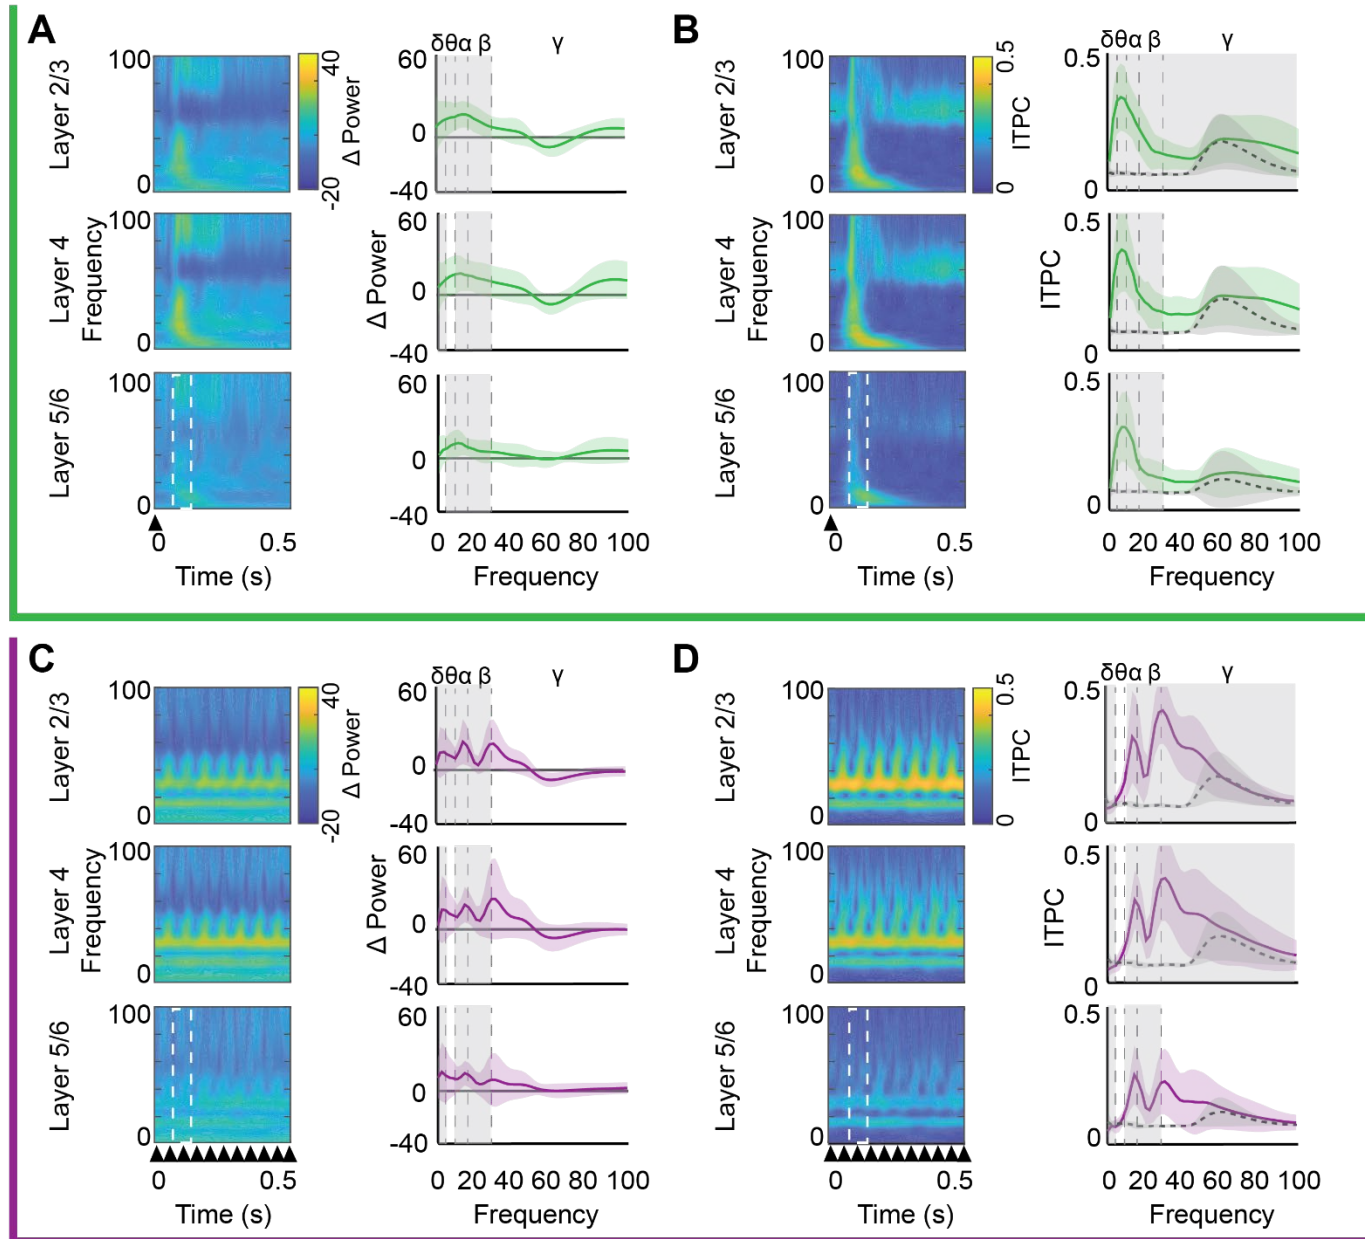 A
δθα β γ
Layer 2/3
100
0
40
-20
Δ Power
60
0
-40
Layer 4
Frequency
100
0
Δ Power
60
0
-40
Layer 5/6
100
0
60
0
-40
0 0.5
Time (s)
0 20 40 60 80 100
Frequency
B
δθα β γ
Layer 2/3
100
0
0.5
0
ITPC
0.5
0
Layer 4
Frequency
100
0
ITPC
0.5
0
Layer 5/6
100
0
0.5
0
0 0.5
Time (s)
0 20 40 60 80 100
Frequency
C
δθα β γ
Layer 2/3
100
0
40
-20
Δ Power
60
0
-40
Layer 4
Frequency
100
0
Δ Power
60
0
-40
Layer 5/6
100
0
60
0
-40
0 0.5
Time (s)
0 20 40 60 80 100
Frequency
D
δθα β γ
Layer 2/3
100
0
0.5
0
ITPC
0.5
0
Layer 4
Frequency
100
0
ITPC
0.5
0
Layer 5/6
100
0
0.5
0
0 0.5
Time (s)
0 20 40 60 80 100
Frequency